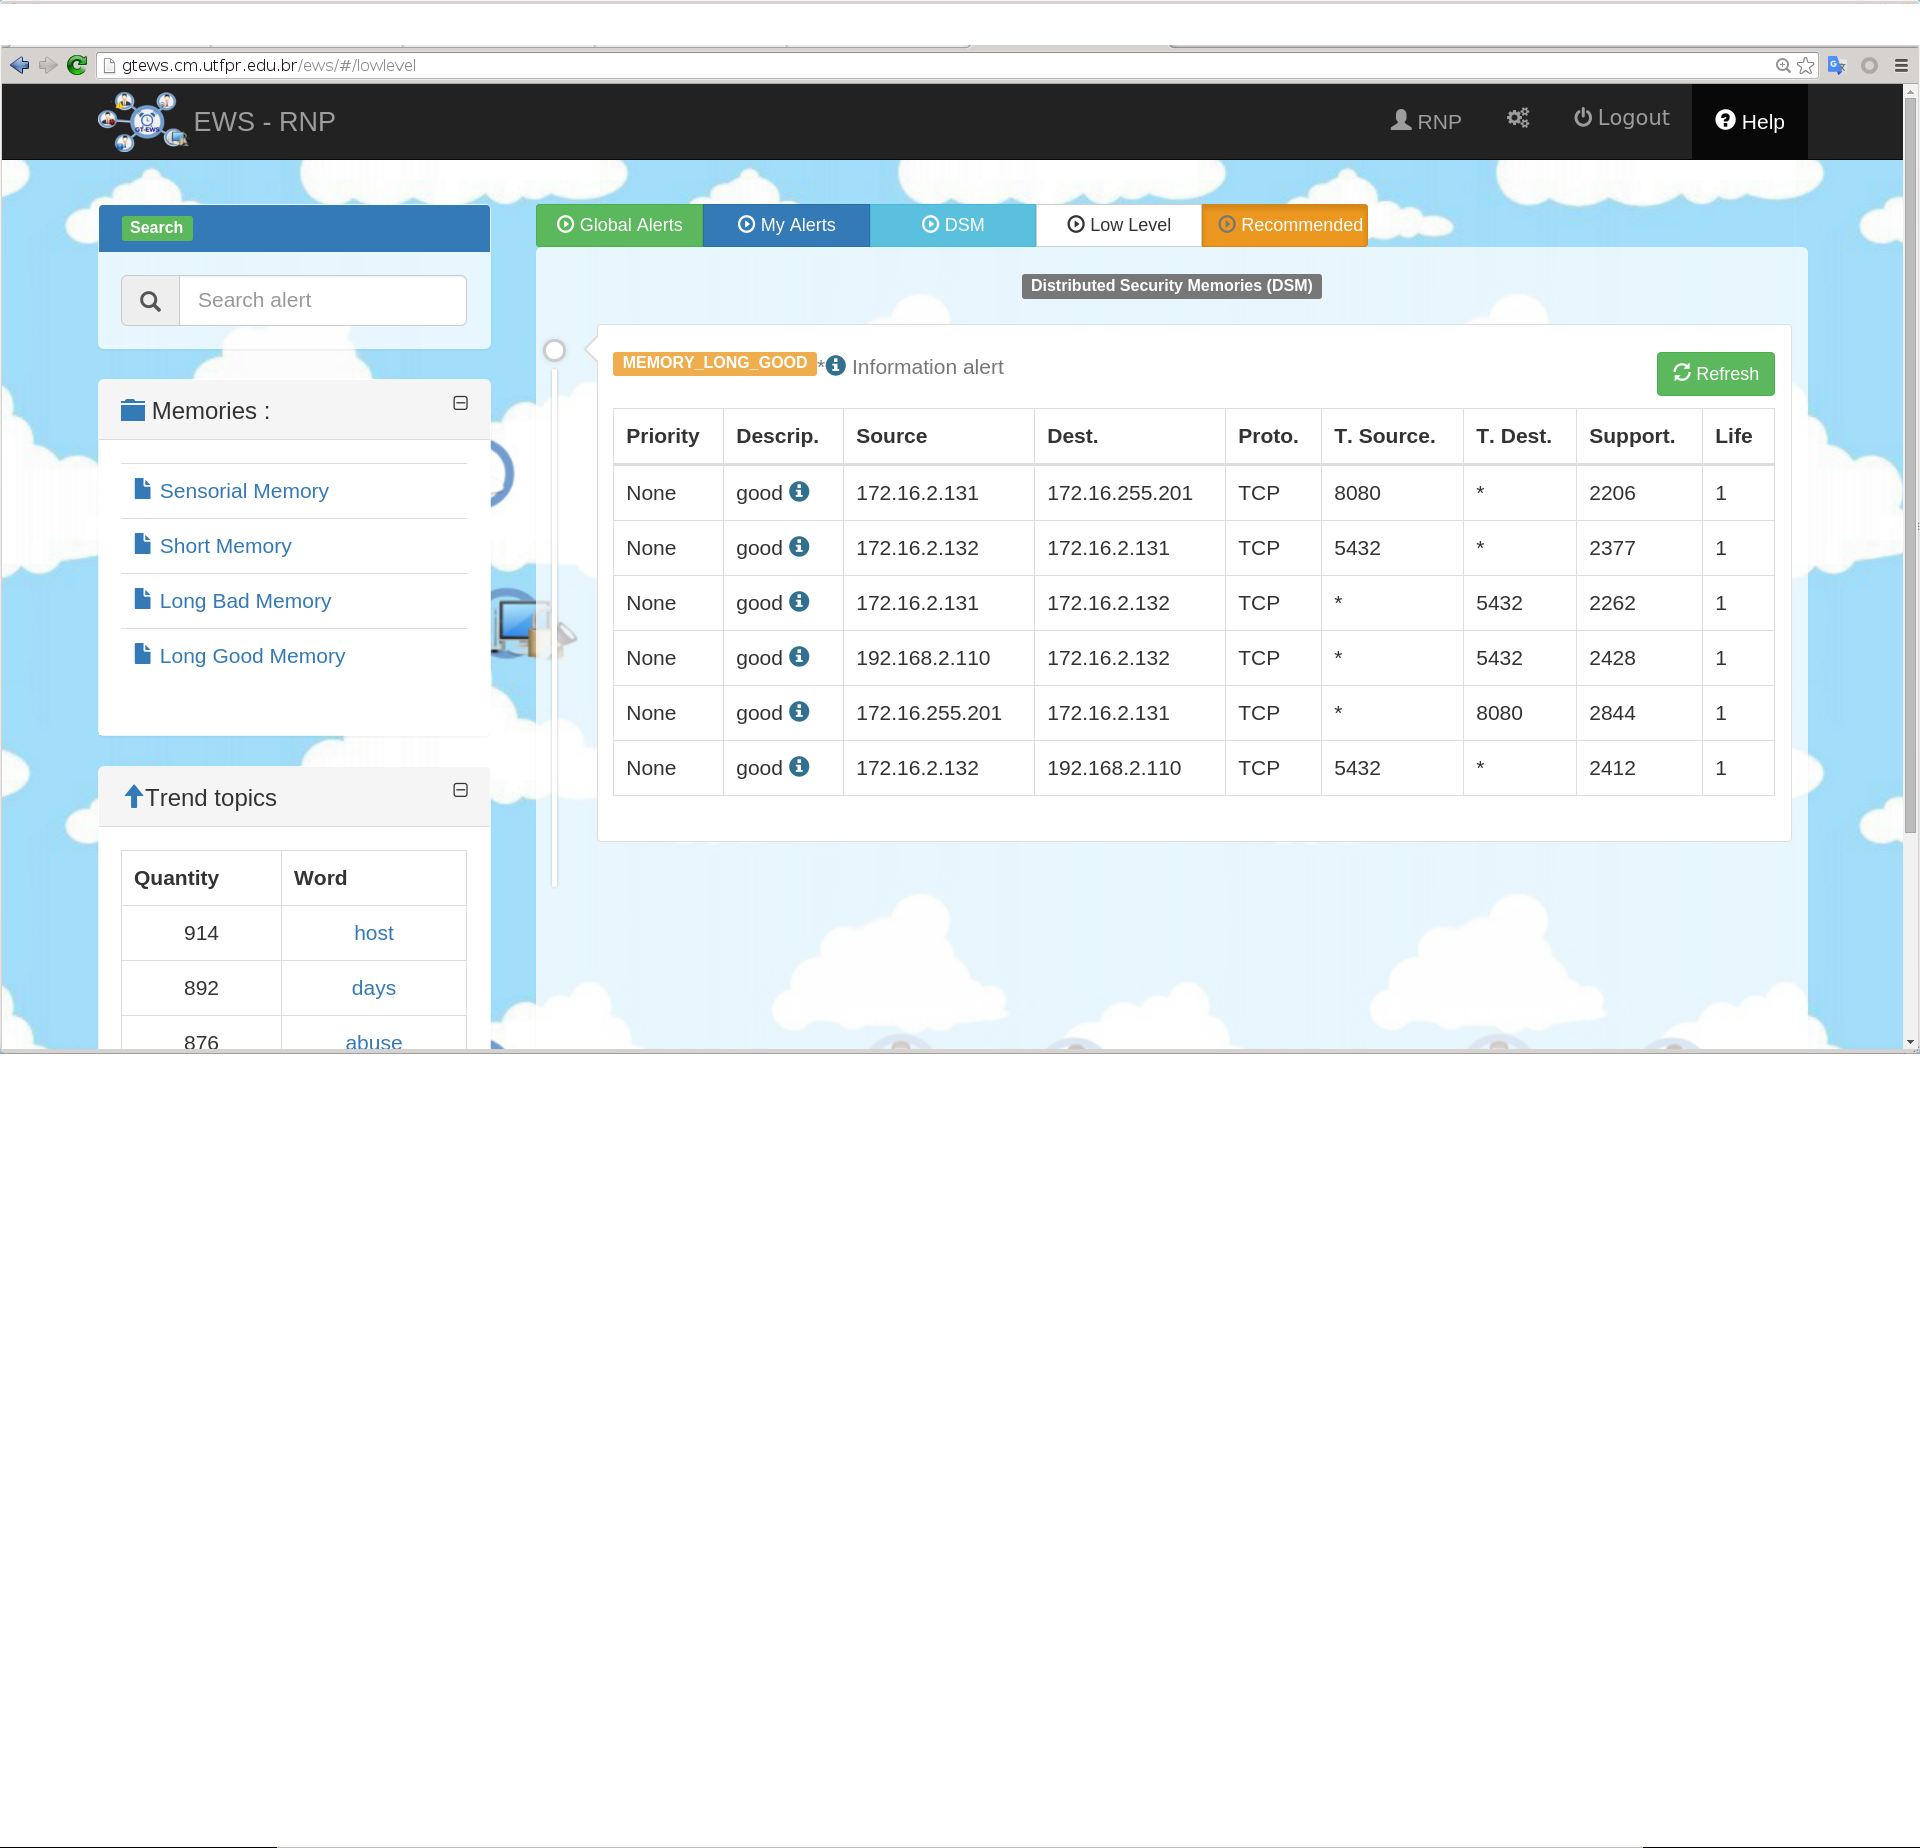 gtews.cm.utfpr.edu.br/ews/#/lowlevel
GT-EWS EWS - RNP RNP Logout Help
Search
Search alert
Memories :
Sensorial Memory
Short Memory
Long Bad Memory
Long Good Memory
Trend topics
Quantity Word
914 host
892 days
876 abuse
Global Alerts My Alerts DSM Low Level Recommended
Distributed Security Memories (DSM)
MEMORY_LONG_GOOD * Information alert Refresh
Priority Descrip. Source Dest. Proto. T. Source. T. Dest. Support. Life
None good 172.16.2.131 172.16.255.201 TCP 8080 * 2206 1
None good 172.16.2.132 172.16.2.131 TCP 5432 * 2377 1
None good 172.16.2.131 172.16.2.132 TCP * 5432 2262 1
None good 192.168.2.110 172.16.2.132 TCP * 5432 2428 1
None good 172.16.255.201 172.16.2.131 TCP * 8080 2844 1
None good 172.16.2.132 192.168.2.110 TCP 5432 * 2412 1